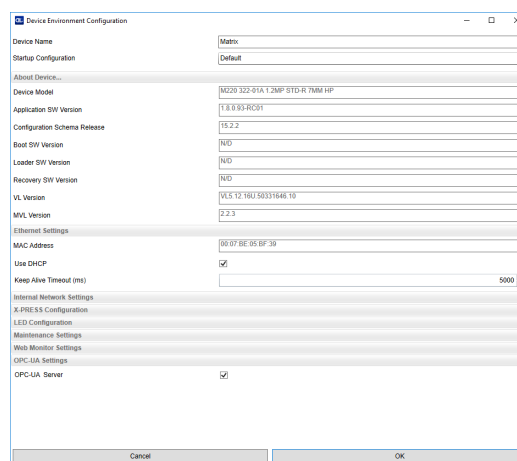 DL Device Environment Configuration
Device Name Matrix
Startup Configuration Default
About Device...
Device Model M220 322-01A 1.2MP STD-R 7MM HP
Application SW Version 1.8.0.93-RC01
Configuration Schema Release 15.2.2
Boot SW Version N/D
Loader SW Version N/D
Recovery SW Version N/D
VL Version VL5.12.16U.50331646.10
MVL Version 2.2.3
Ethernet Settings
MAC Address 00:07:BE:05:BF:39
Use DHCP
Keep Alive Timeout (ms) 5000
Internal Network Settings
X-PRESS Configuration
LED Configuration
Maintenance Settings
Web Monitor Settings
OPC-UA Settings
OPC-UA Server
Cancel OK